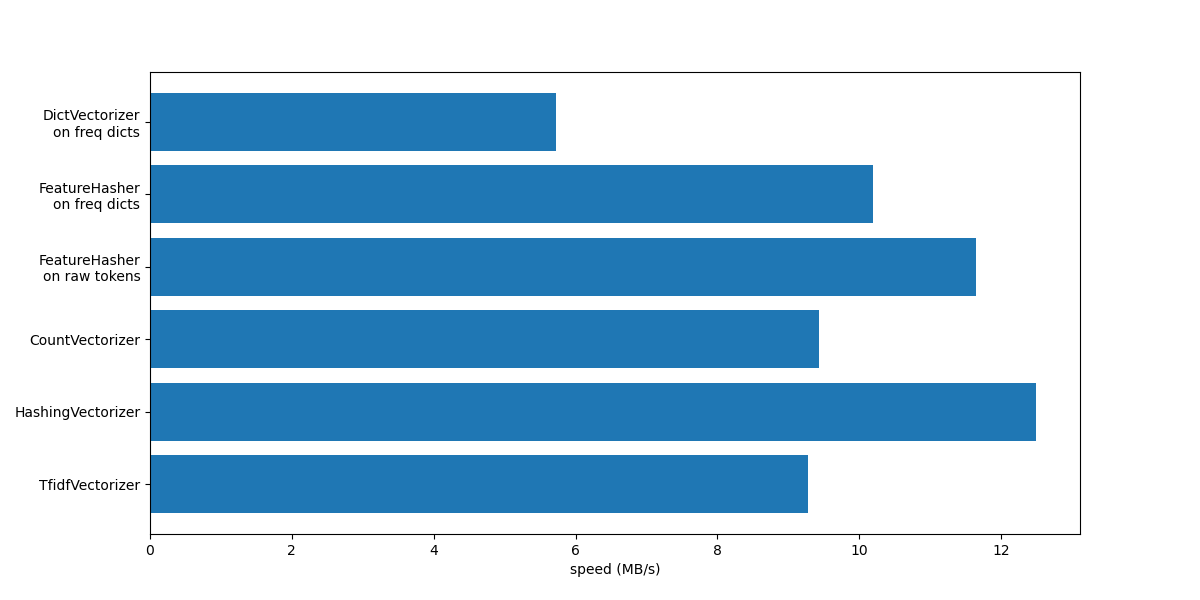 DictVectorizer
on freq dicts
FeatureHasher
on freq dicts
FeatureHasher
on raw tokens
CountVectorizer
HashingVectorizer
TfidfVectorizer
0 2 4 6 8 10 12
speed (MB/s)